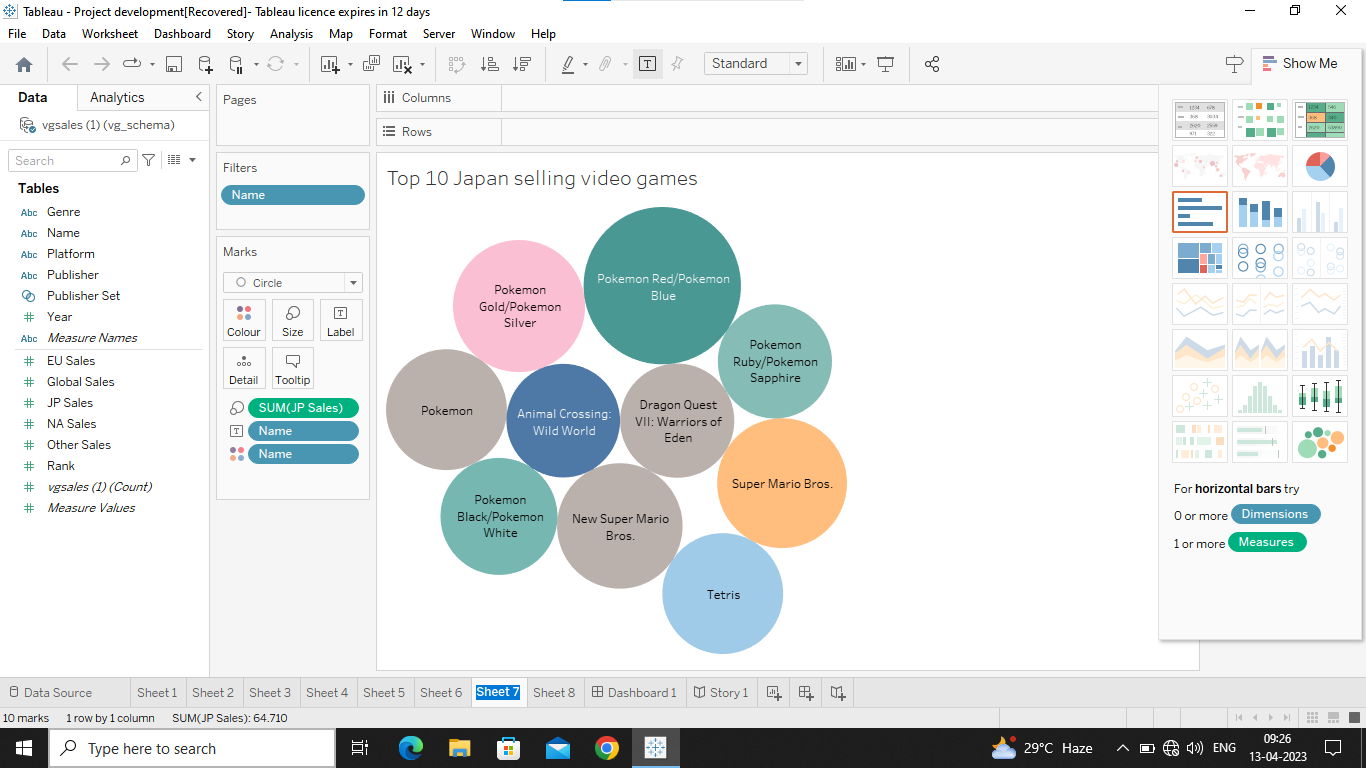 Tableau - Project development[Recovered]- Tableau licence expires in 12 days
File Data Worksheet Dashboard Story Analysis Map Format Server Window Help
Standard
Show Me
Data Analytics
vgsales (1) (vg_schema)
Search
Tables
Abc Genre
Abc Name
Abc Platform
Abc Publisher
Publisher Set
Year
Abc Measure Names
EU Sales
Global Sales
JP Sales
NA Sales
Other Sales
Rank
vgsales (1) (Count)
Measure Values
Pages
Filters
Name
Marks
Circle
Colour Size Label
Detail Tooltip
SUM(JP Sales)
Name
Name
Columns
Rows
Top 10 Japan selling video games
Pokemon Red/Pokemon
Blue
Pokemon
Gold/Pokemon
Silver
Pokemon
Ruby/Pokemon
Sapphire
Pokemon
Animal Crossing:
Wild World
Dragon Quest
VII: Warriors of
Eden
Super Mario Bros.
Pokemon
Black/Pokemon
White
New Super Mario
Bros.
Tetris
For horizontal bars try
0 or more Dimensions
1 or more Measures
Data Source Sheet 1 Sheet 2 Sheet 3 Sheet 4 Sheet 5 Sheet 6 Sheet 7 Sheet 8 Dashboard 1 Story 1
10 marks 1 row by 1 column SUM(JP Sales): 64.710
Type here to search
29°C Haze
ENG
09:26
13-04-2023